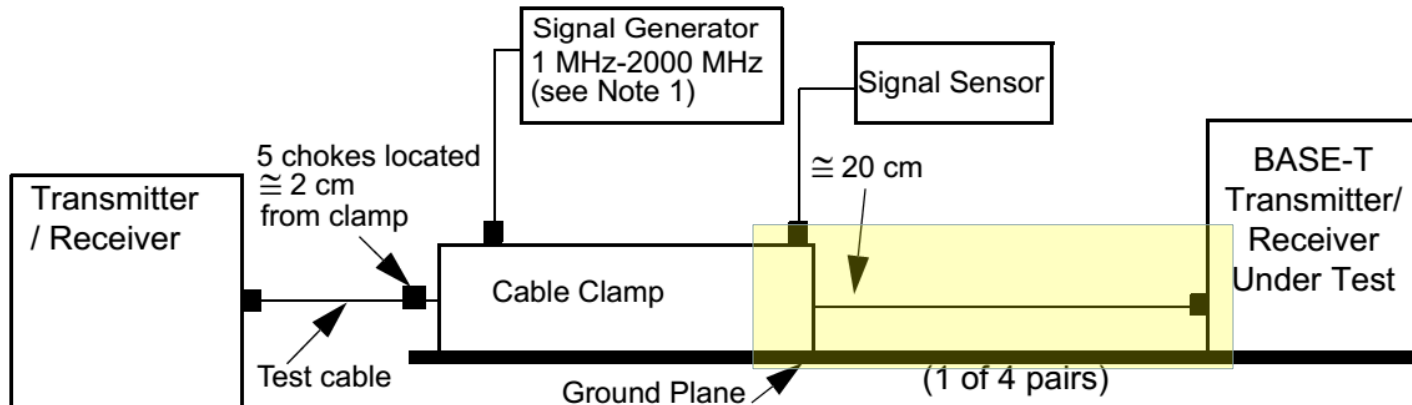 Signal Generator
1 MHz-2000 MHz
(see Note 1)
Signal Sensor
5 chokes located
≅ 2 cm
from clamp
≅ 20 cm
BASE-T
Transmitter/
Receiver
Under Test
Transmitter
/ Receiver
Cable Clamp
Test cable
Ground Plane
(1 of 4 pairs)